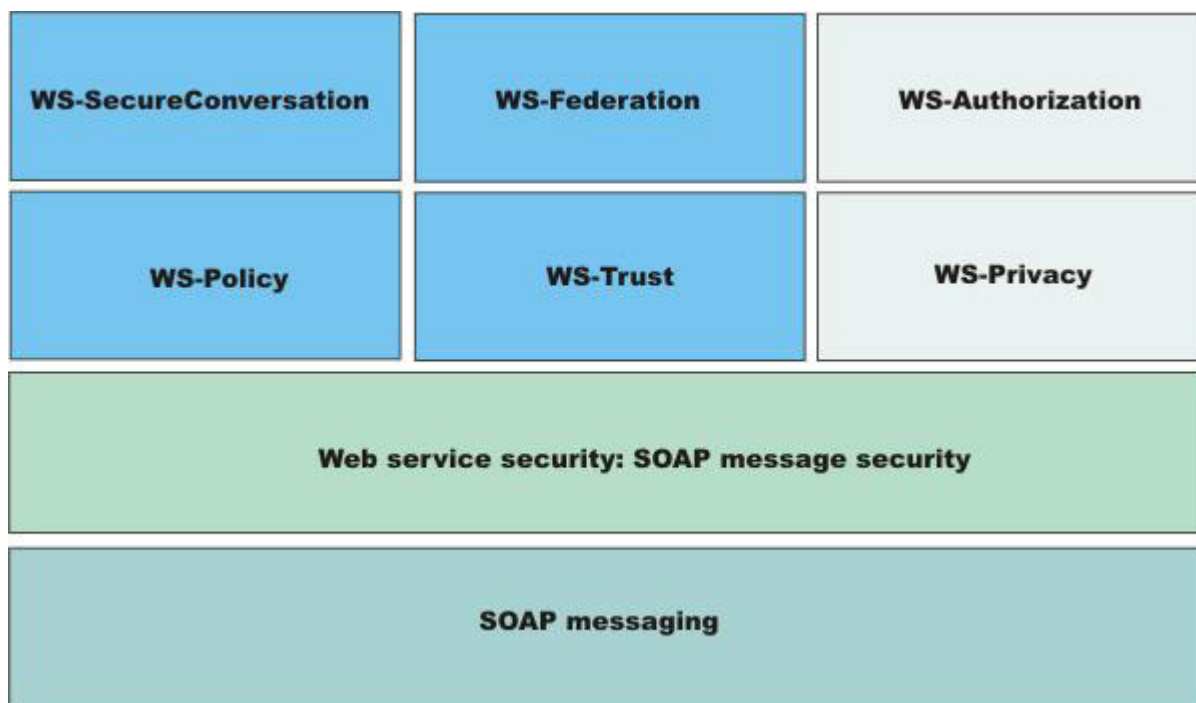 WS-SecureConversation
WS-Federation
WS-Authorization
WS-Policy
WS-Trust
WS-Privacy
Web service security: SOAP message security
SOAP messaging